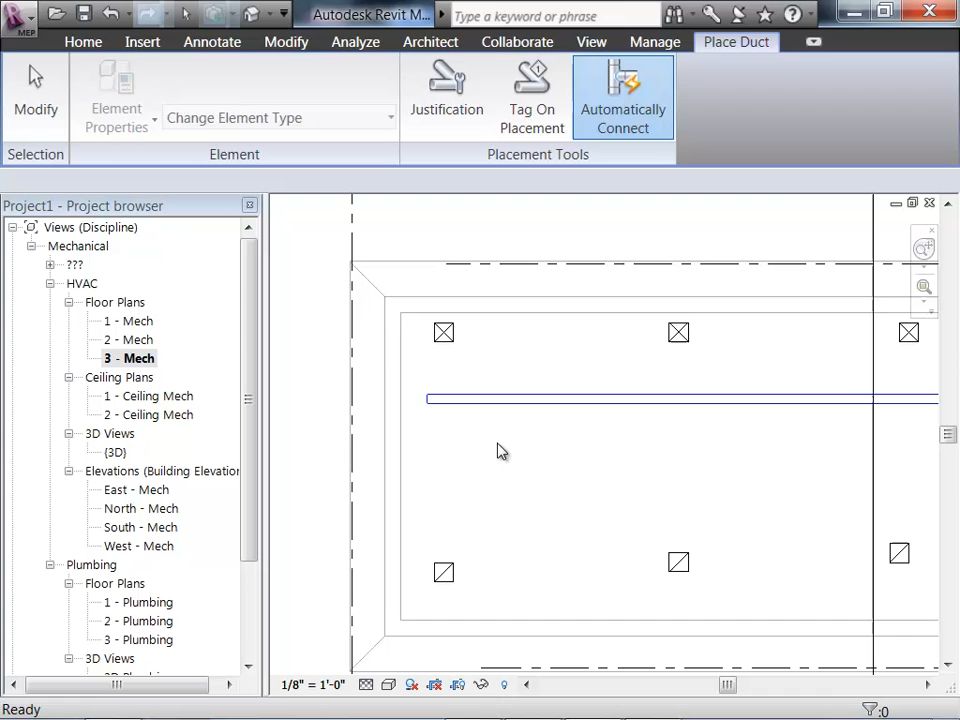 MEP
Autodesk Revit M...
Type a keyword or phrase
Home Insert Annotate Modify Analyze Architect Collaborate View Manage Place Duct
Modify
Element
Properties
Change Element Type
Justification
Tag On
Placement
Automatically
Connect
Selection
Element
Placement Tools
Project1 - Project browser
Views (Discipline)
Mechanical
???
HVAC
Floor Plans
1 - Mech
2 - Mech
3 - Mech
Ceiling Plans
1 - Ceiling Mech
2 - Ceiling Mech
3D Views
{3D}
Elevations (Building Elevation
East - Mech
North - Mech
South - Mech
West - Mech
Plumbing
Floor Plans
1 - Plumbing
2 - Plumbing
3 - Plumbing
3D Views
1/8" = 1'-0"
Ready
:0